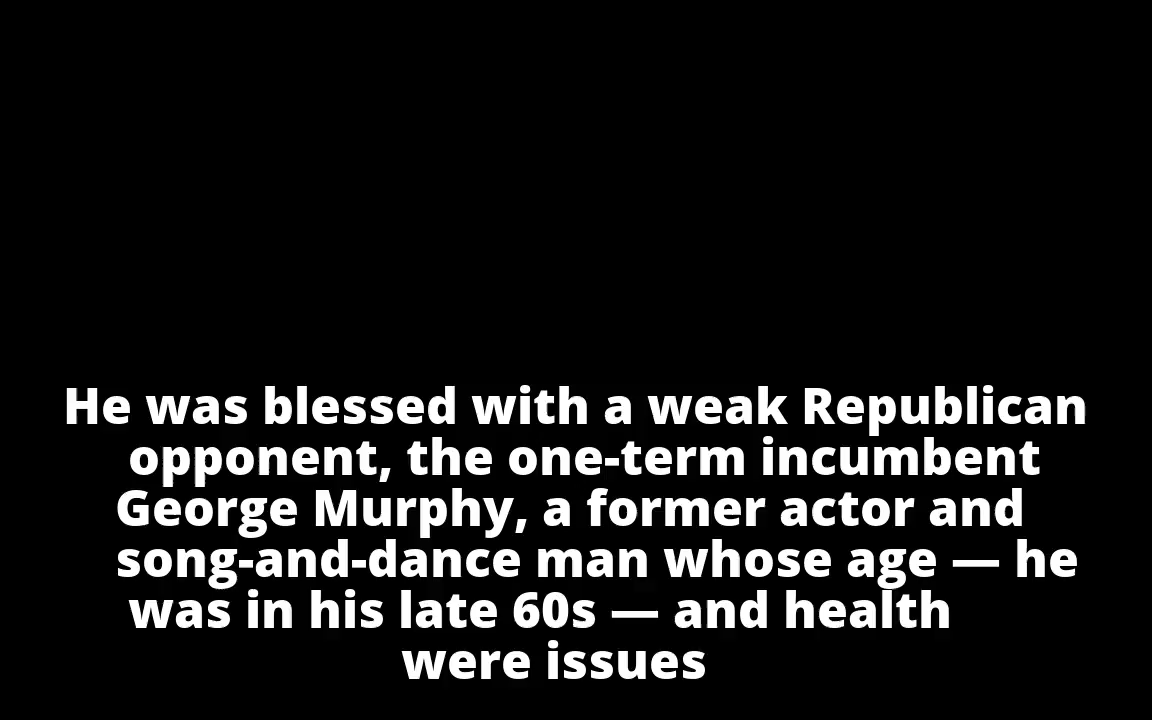 He was blessed with a weak Republican
opponent, the one-term incumbent
George Murphy, a former actor and
song-and-dance man whose age — he
was in his late 60s — and health
were issues